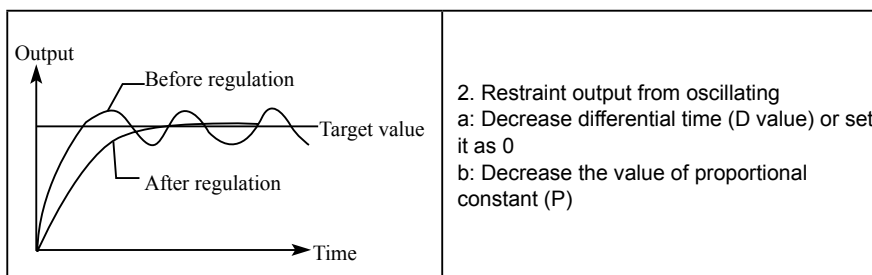 Output
Before regulation
Target value
After regulation
Time
2. Restraint output from oscillating
a: Decrease differential time (D value) or set
it as 0
b: Decrease the value of proportional
constant (P)